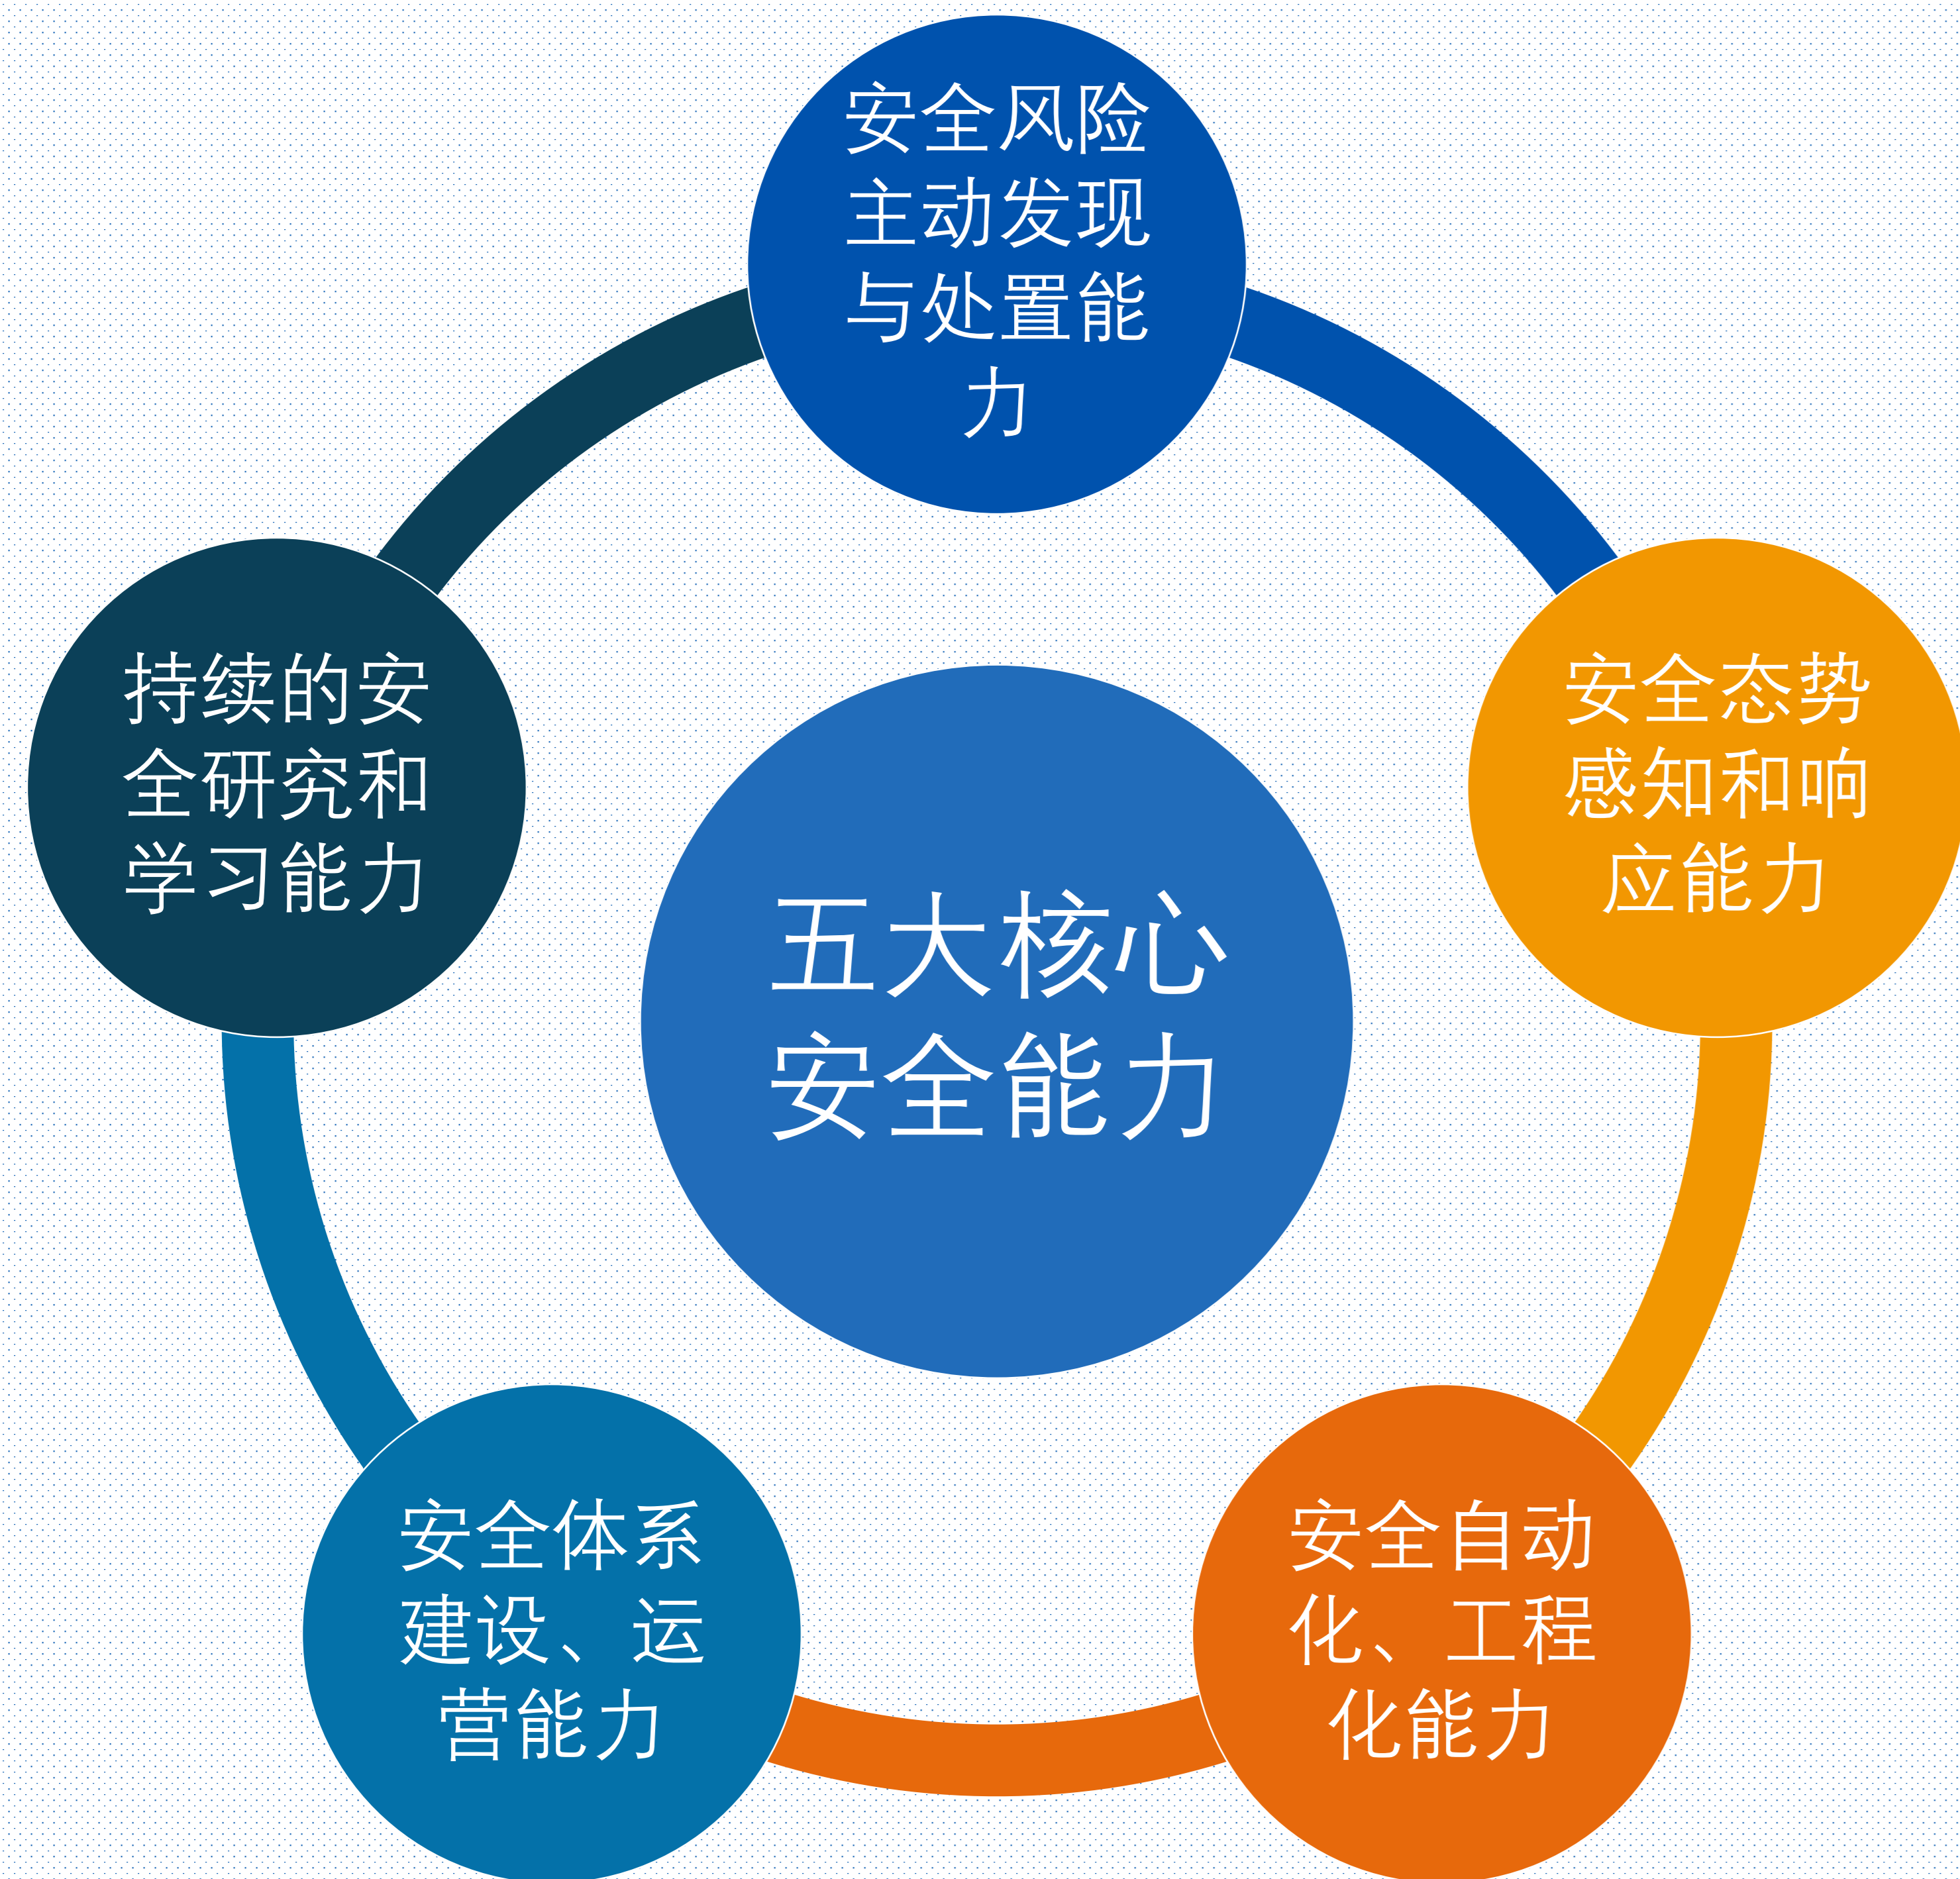 安全风险
主动发现
与处置能
力
安全态势
感知和响
应能力
安全自动
化、工程
化能力
安全体系
建设、运
营能力
持续的安
全研究和
学习能力
五大核心
安全能力